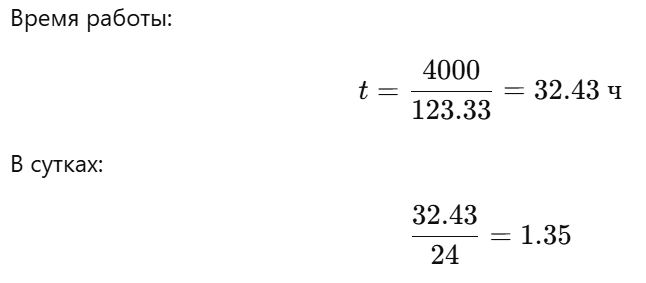 Время работы:
t = 4000 / 123.33 = 32.43 ч
В сутках:
32.43 / 24 = 1.35